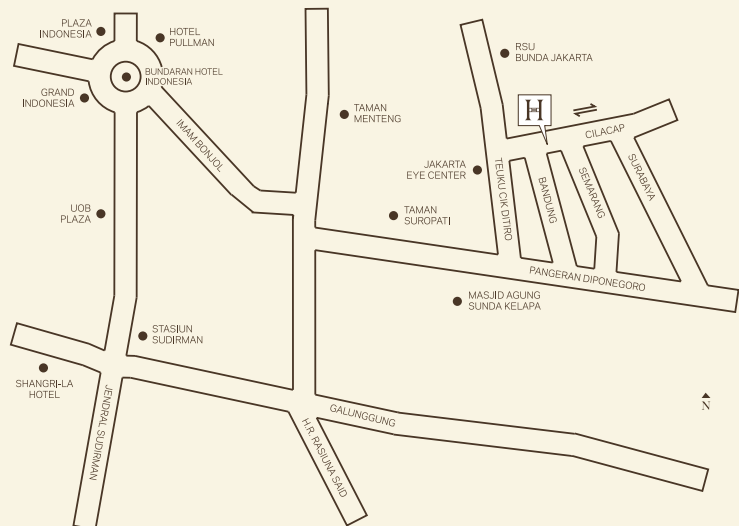 PLAZA
INDONESIA
HOTEL
PULLMAN
BUNDARAN HOTEL
INDONESIA
GRAND
INDONESIA
IMAM BONJOL
TAMAN
MENTENG
RSU
BUNDA JAKARTA
H
CILACAP
JAKARTA
EYE CENTER
TEUKU CIK DITIRO
BANDUNG
SEMARANG
SURABAYA
UOB
PLAZA
TAMAN
SUROPATI
PANGERAN DIPONEGORO
MASJID AGUNG
SUNDA KELAPA
STASIUN
SUDIRMAN
SHANGRI-LA
HOTEL
JENDRAL SUDIRMAN
GALUNGGUNG
H.R. RASIUNA SAID
N